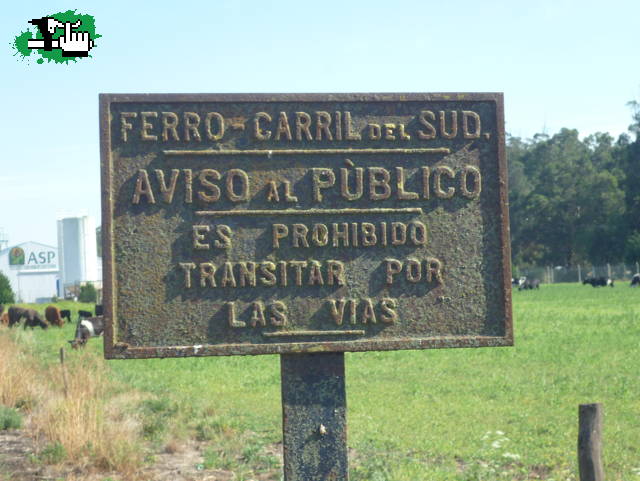 FERRO-CARRIL DEL SUD.
AVISO AL PÙBLICO
ES PROHIBIDO
TRANSITAR POR
LAS VIAS
ASP